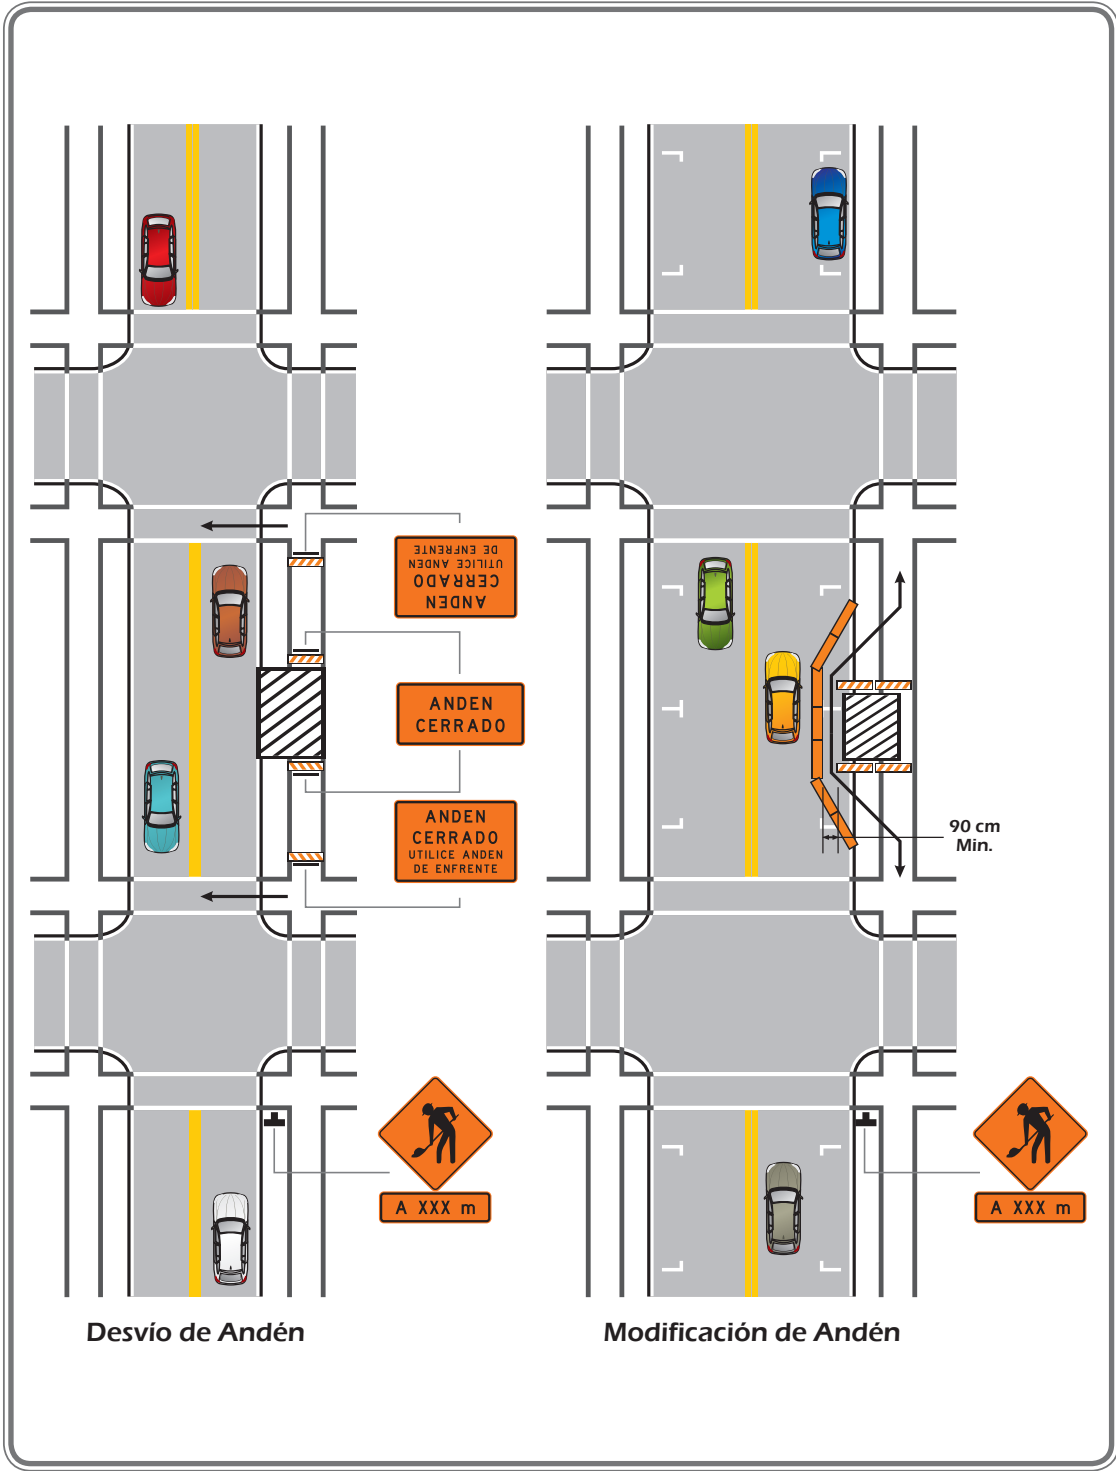 ANDEN
CERRADO
UTILICE ANDEN
DE ENFRENTE
ANDEN
CERRADO
ANDEN
CERRADO
UTILICE ANDEN
DE ENFRENTE
A XXX m
Desvío de Andén
90 cm
Min.
A XXX m
Modificación de Andén